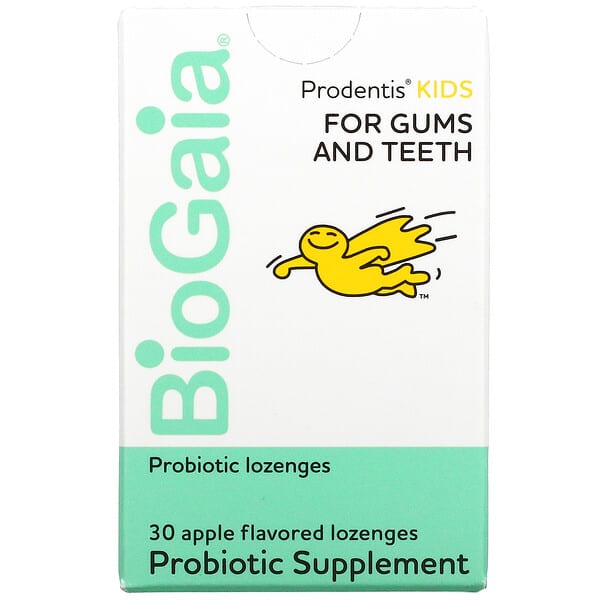 BioGaia®
Prodentis® KIDS
FOR GUMS
AND TEETH
™
Probiotic lozenges
30 apple flavored lozenges
Probiotic Supplement